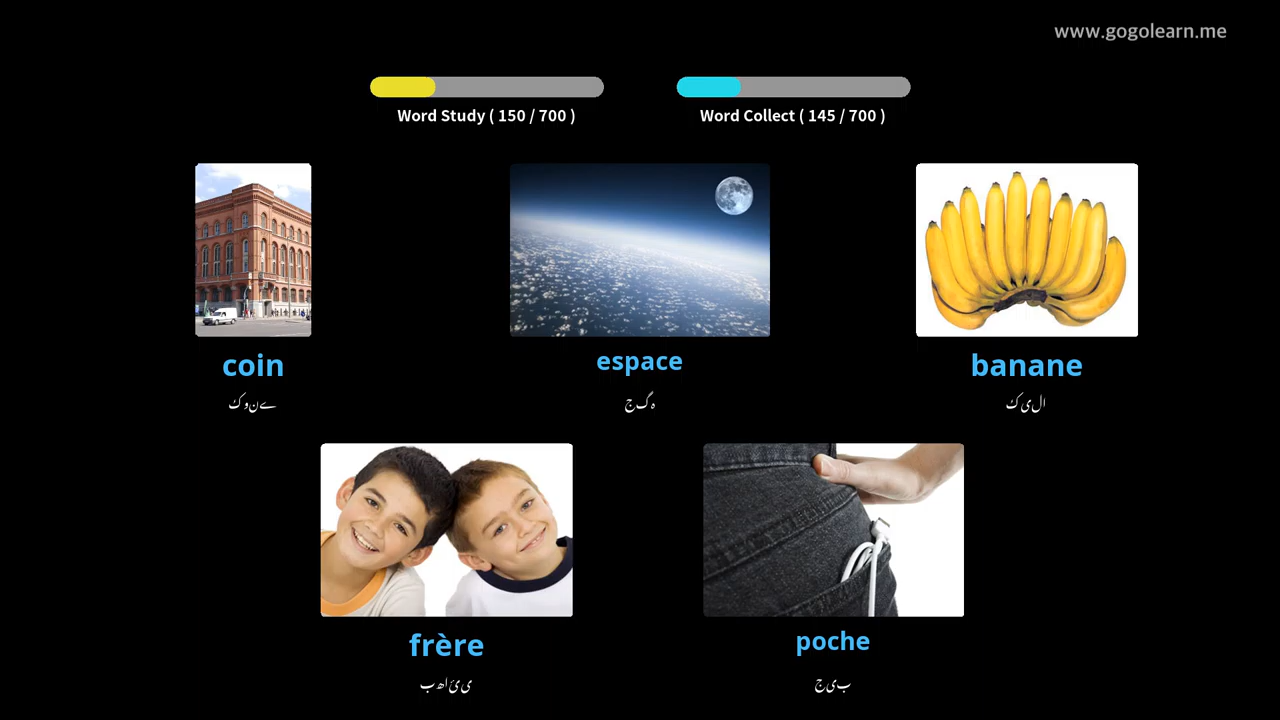 www.gogolearn.me
Word Study ( 150 / 700 )
Word Collect ( 145 / 700 )
coin
espace
banane
ےنوک
ہگج
الیک
frère
poche
یئاھب
بیج